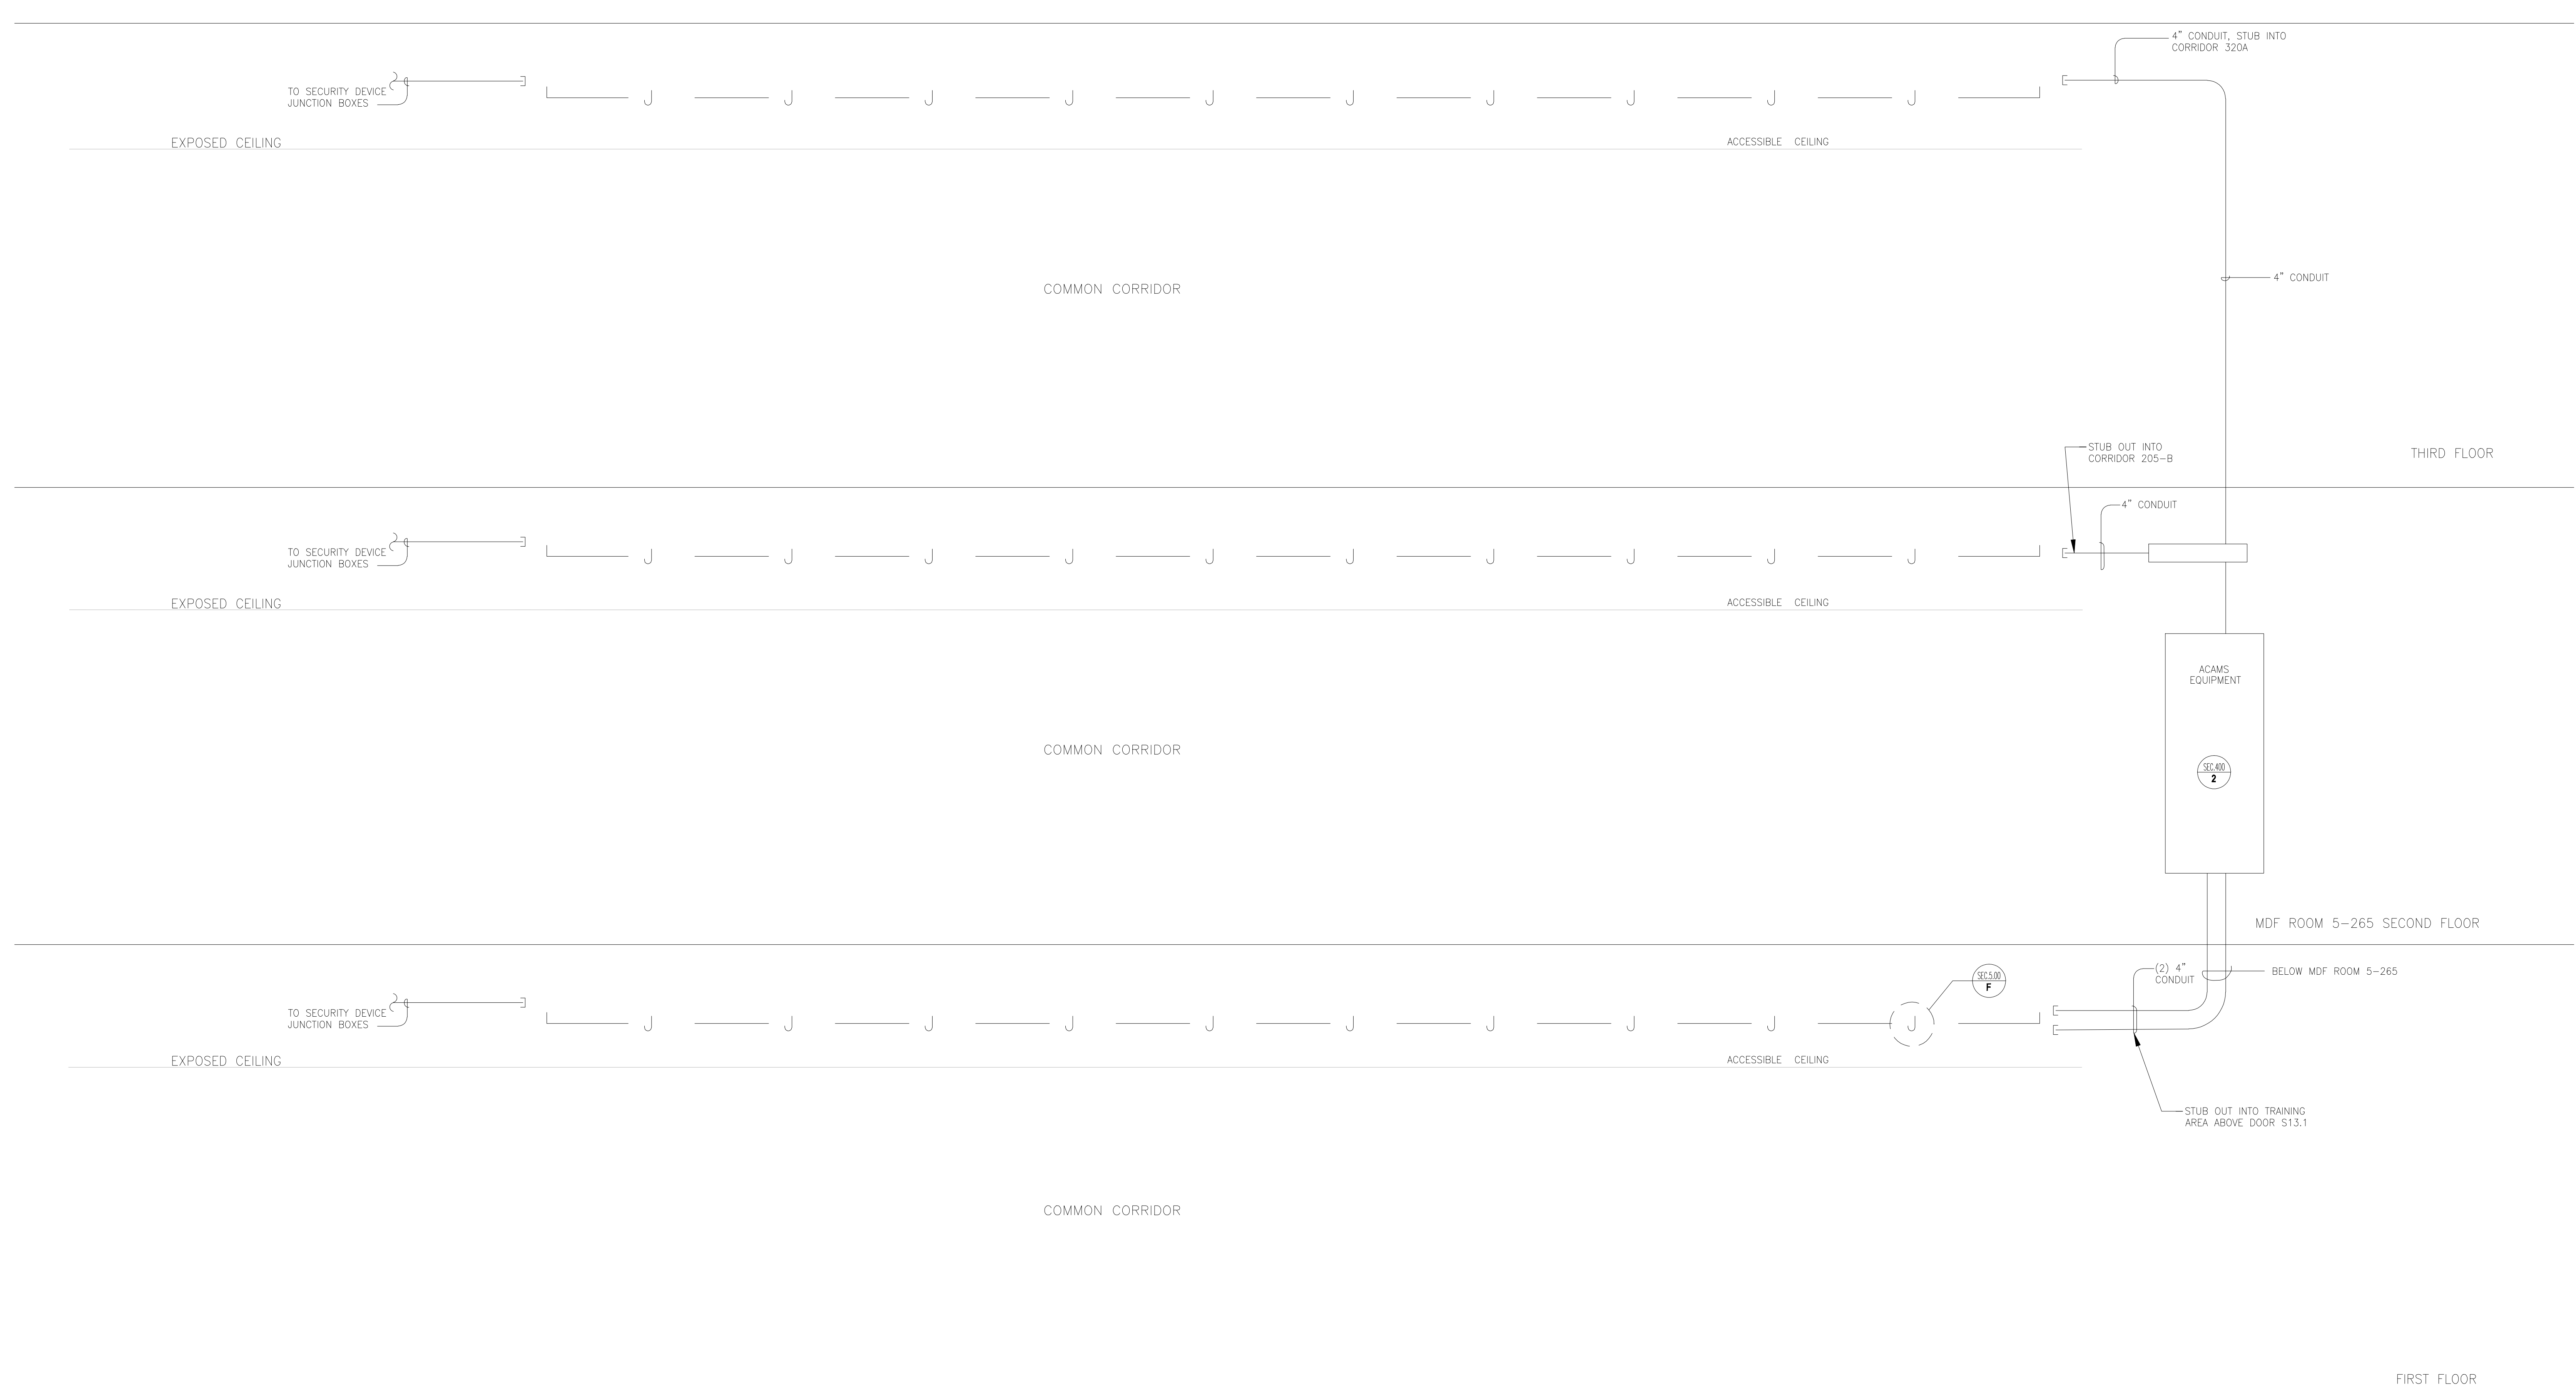 4" CONDUIT, STUB INTO
CORRIDOR 320A
TO SECURITY DEVICE
JUNCTION BOXES
EXPOSED CEILING
ACCESSIBLE CEILING
COMMON CORRIDOR
4" CONDUIT
STUB OUT INTO
CORRIDOR 205-B
THIRD FLOOR
4" CONDUIT
TO SECURITY DEVICE
JUNCTION BOXES
EXPOSED CEILING
ACCESSIBLE CEILING
ACAMS
EQUIPMENT
COMMON CORRIDOR
SEC.400
2
MDF ROOM 5-265 SECOND FLOOR
(2) 4"
CONDUIT
BELOW MDF ROOM 5-265
SEC.5.00
F
TO SECURITY DEVICE
JUNCTION BOXES
EXPOSED CEILING
ACCESSIBLE CEILING
STUB OUT INTO TRAINING
AREA ABOVE DOOR S13.1
COMMON CORRIDOR
FIRST FLOOR